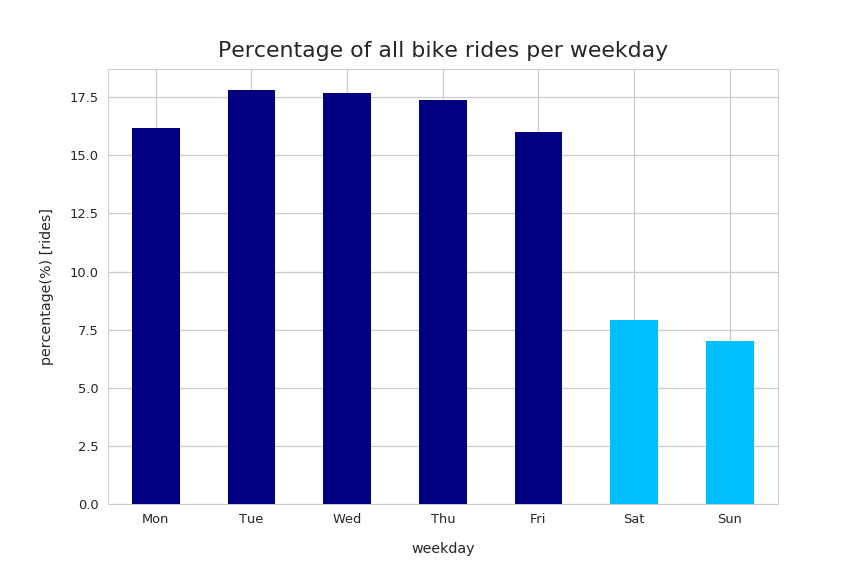 Percentage of all bike rides per weekday
17.5
15.0
12.5
10.0
7.5
5.0
2.5
0.0
percentage(%) [rides]
Mon Tue Wed Thu Fri Sat Sun
weekday